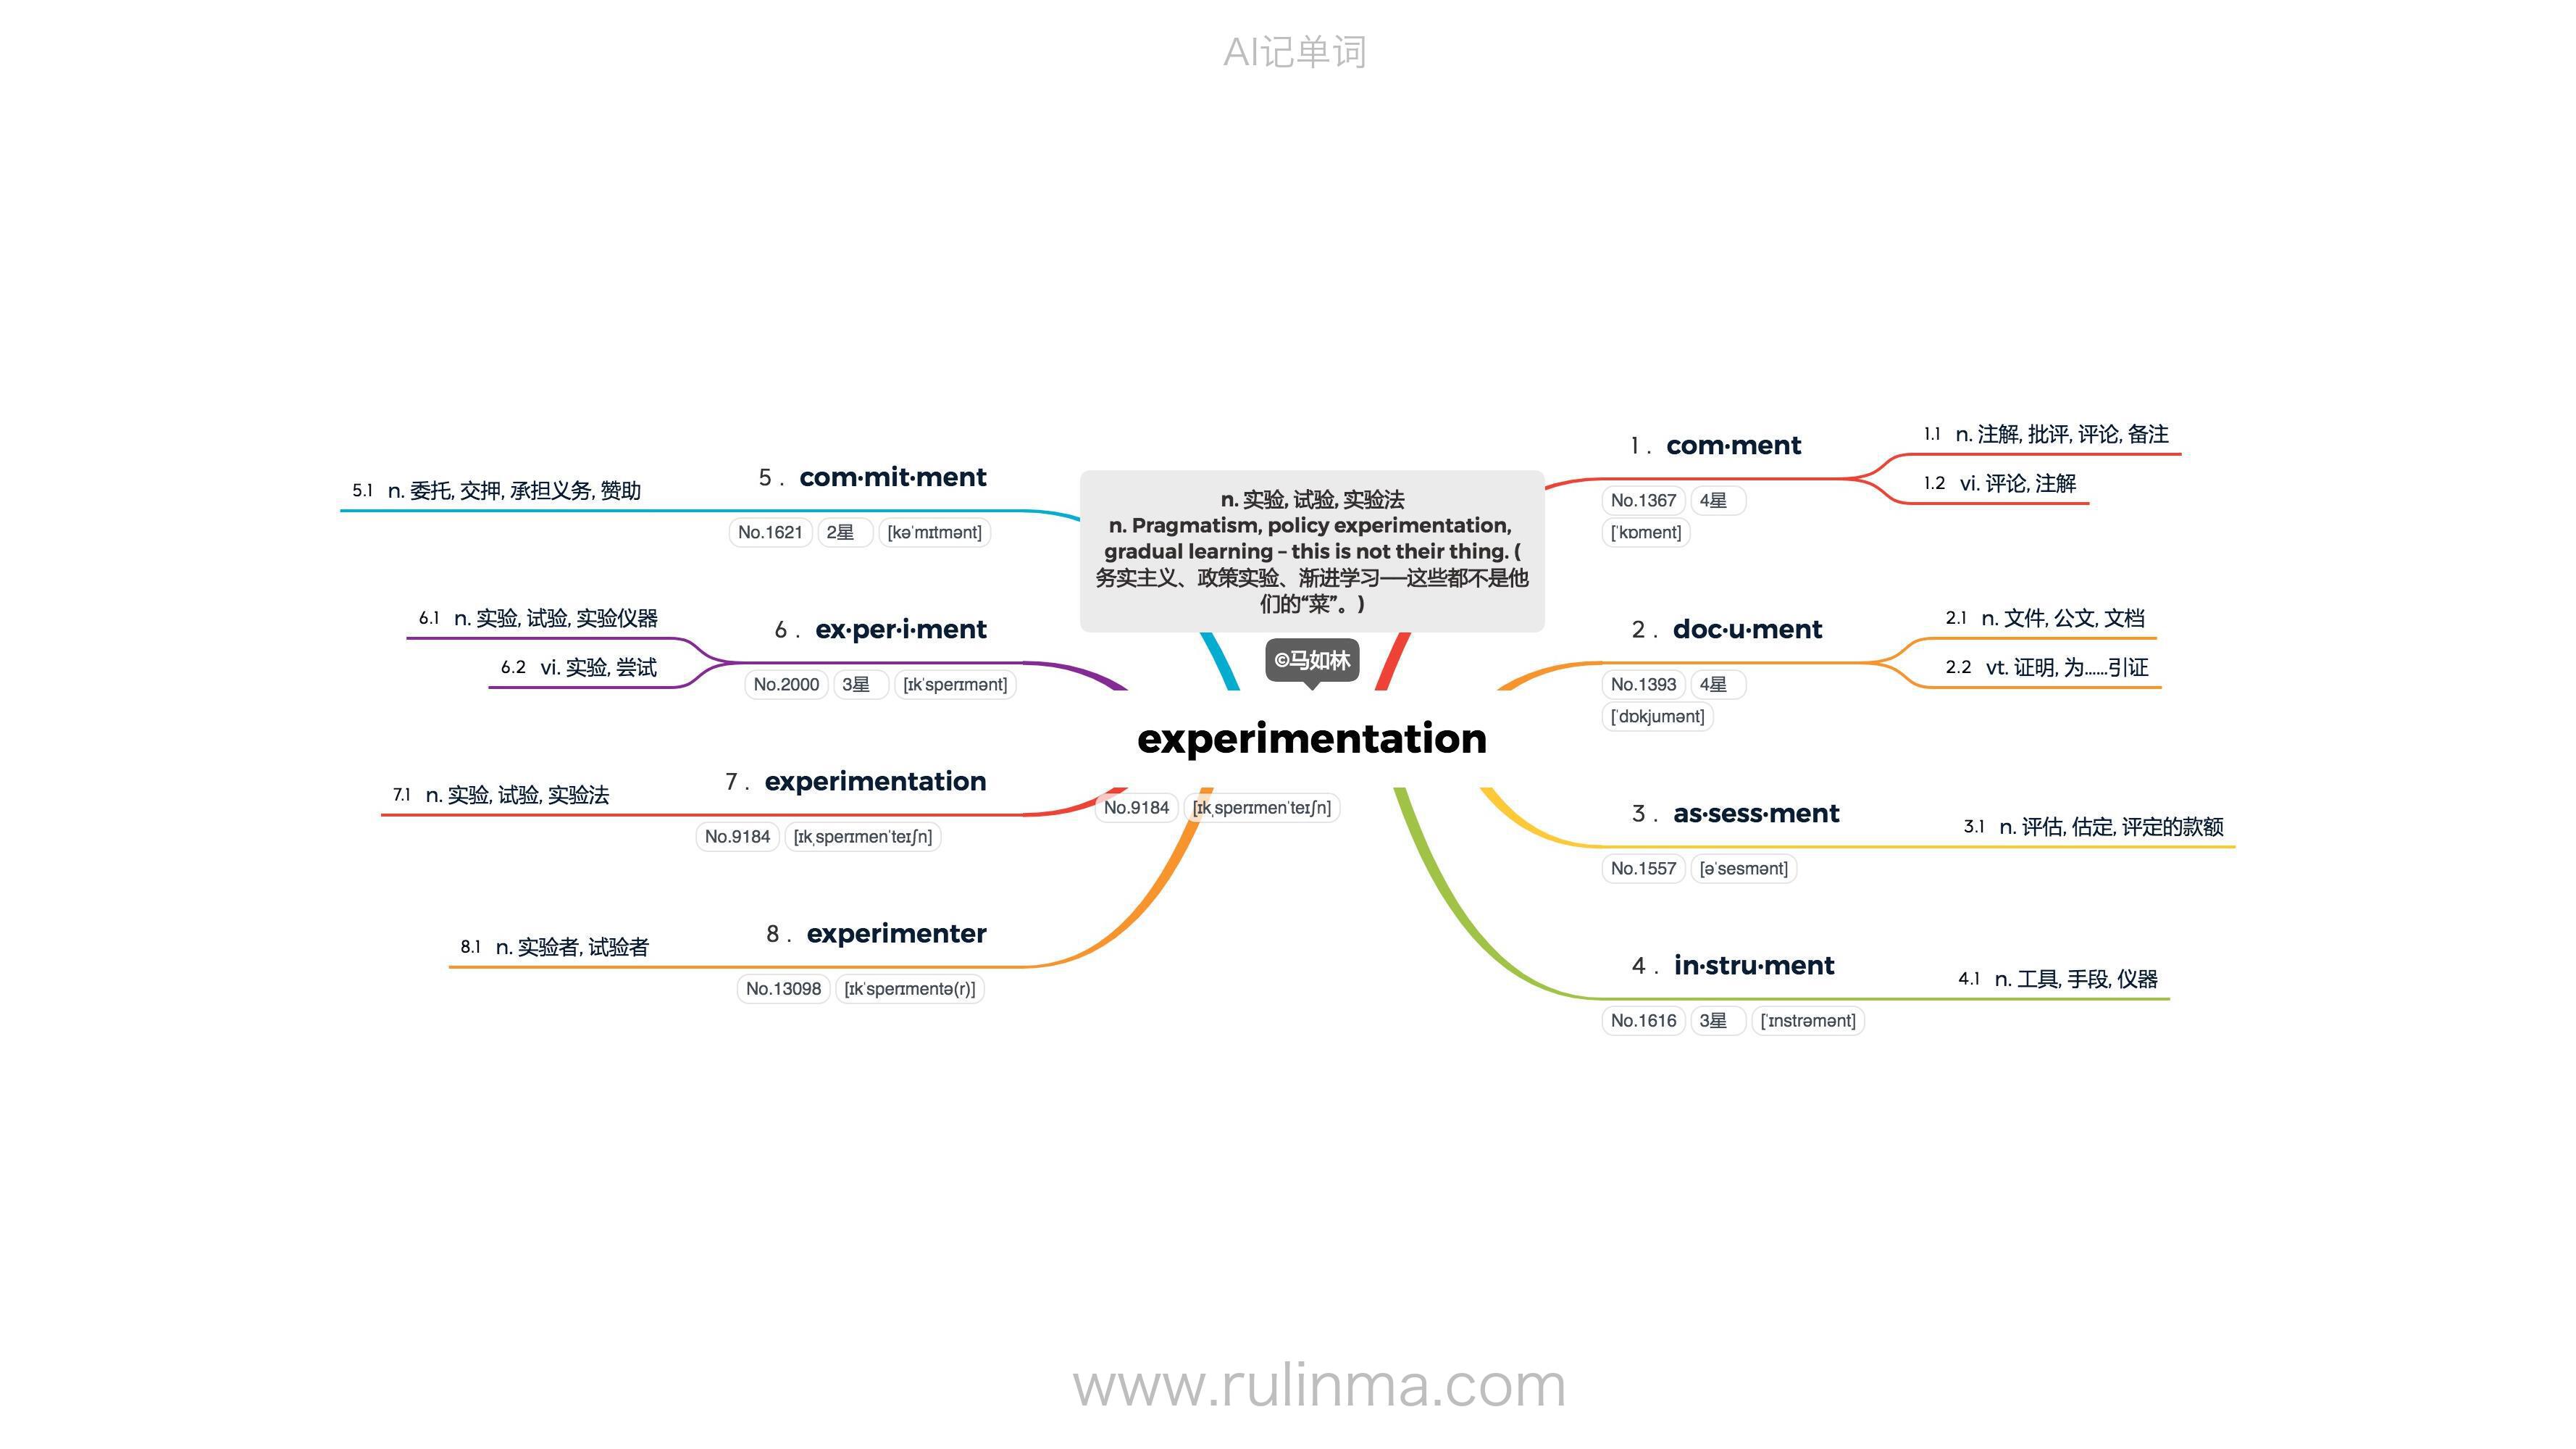 AI记单词
n. 实验, 试验, 实验法
n. Pragmatism, policy experimentation,
gradual learning – this is not their thing. (
务实主义、政策实验、渐进学习——这些都不是他
们的“菜”。)
©马如林
experimentation
No.9184 [ɪkˌsperɪmenˈteɪʃn]
1 . com·ment
No.1367 4星
[ˈkɒment]
1.1 n. 注解, 批评, 评论, 备注
1.2 vi. 评论, 注解
2 . doc·u·ment
No.1393 4星
[ˈdɒkjumənt]
2.1 n. 文件, 公文, 文档
2.2 vt. 证明, 为......引证
3 . as·sess·ment
No.1557 [əˈsesmənt]
3.1 n. 评估, 估定, 评定的款额
4 . in·stru·ment
No.1616 3星 [ˈɪnstrəmənt]
4.1 n. 工具, 手段, 仪器
5 . com·mit·ment
No.1621 2星 [kəˈmɪtmənt]
5.1 n. 委托, 交押, 承担义务, 赞助
6 . ex·per·i·ment
No.2000 3星 [ɪkˈsperɪmənt]
6.1 n. 实验, 试验, 实验仪器
6.2 vi. 实验, 尝试
7 . experimentation
No.9184 [ɪkˌsperɪmenˈteɪʃn]
7.1 n. 实验, 试验, 实验法
8 . experimenter
No.13098 [ɪkˈsperɪmentə(r)]
8.1 n. 实验者, 试验者
www.rulinma.com